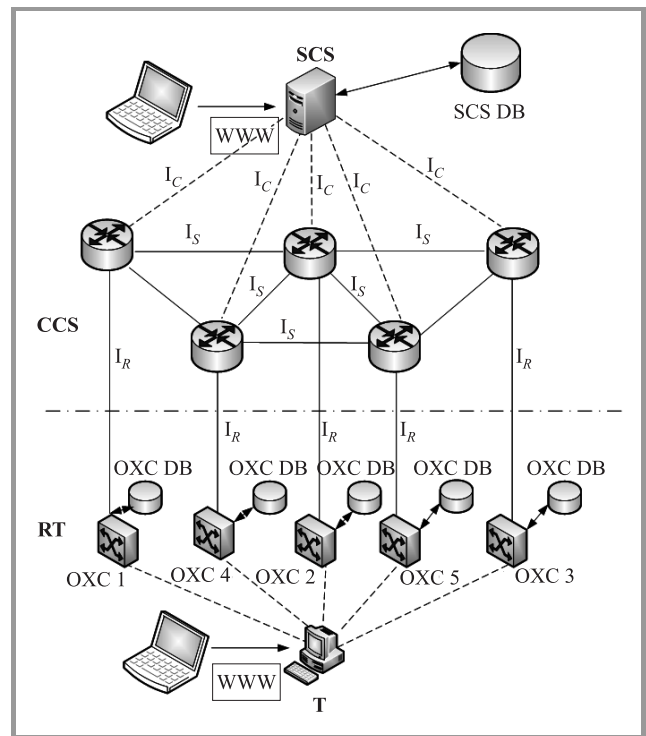 SCS
SCS DB
WWW
I_C
I_C
I_C
I_C
I_C
I_S
I_S
I_S
I_S
I_S
CCS
I_R
I_R
I_R
I_R
I_R
OXC DB
OXC DB
OXC DB
OXC DB
OXC DB
RT
OXC 1
OXC 4
OXC 2
OXC 5
OXC 3
WWW
T